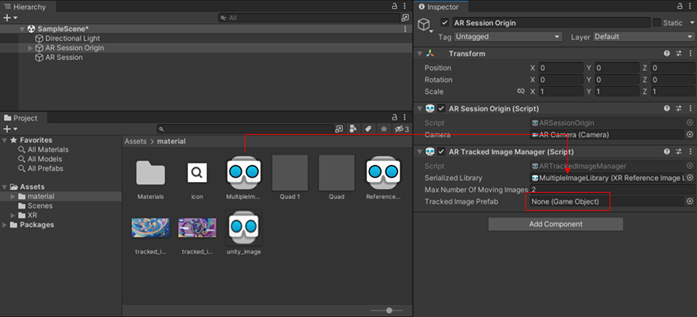 Hierarchy
All
SampleScene*
Directional Light
AR Session Origin
AR Session
Project
3
Favorites
All Materials
All Models
All Prefabs
Assets
material
Scenes
XR
Packages
Assets > material
Materials
icon
MultipleIm...
Quad 1
Quad
Reference...
tracked_i...
tracked_i...
unity_image
Inspector
AR Session Origin
Static
Tag Untagged Layer Default
Transform
Position X 0 Y 0 Z 0
Rotation X 0 Y 0 Z 0
Scale X 1 Y 1 Z 1
AR Session Origin (Script)
Script ARSessionOrigin
Camera AR Camera (Camera)
AR Tracked Image Manager (Script)
Script ARTrackedImageManager
Serialized Library MultipleImageLibrary (XR Reference Image L
Max Number Of Moving Images 2
Tracked Image Prefab None (Game Object)
Add Component